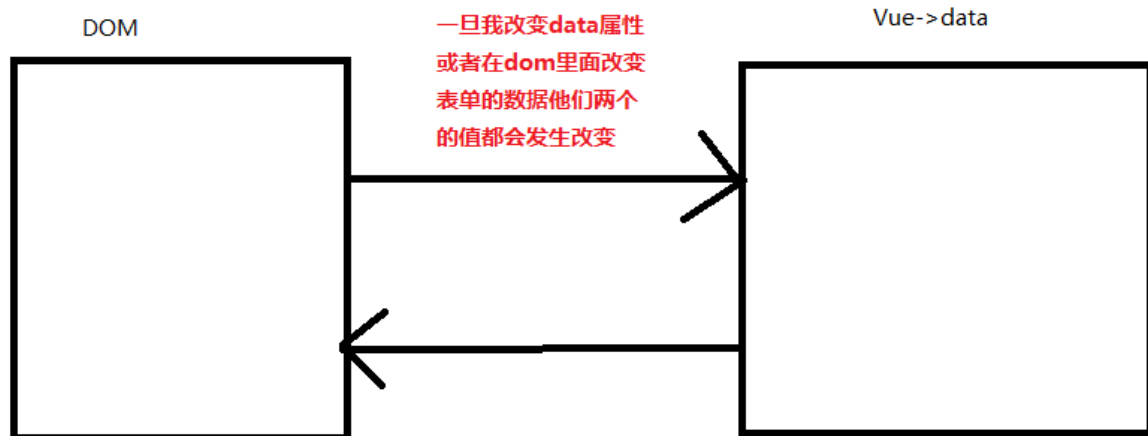 DOM
一旦我改变data属性
或者在dom里面改变
表单的数据他们两个
的值都会发生改变
Vue->data